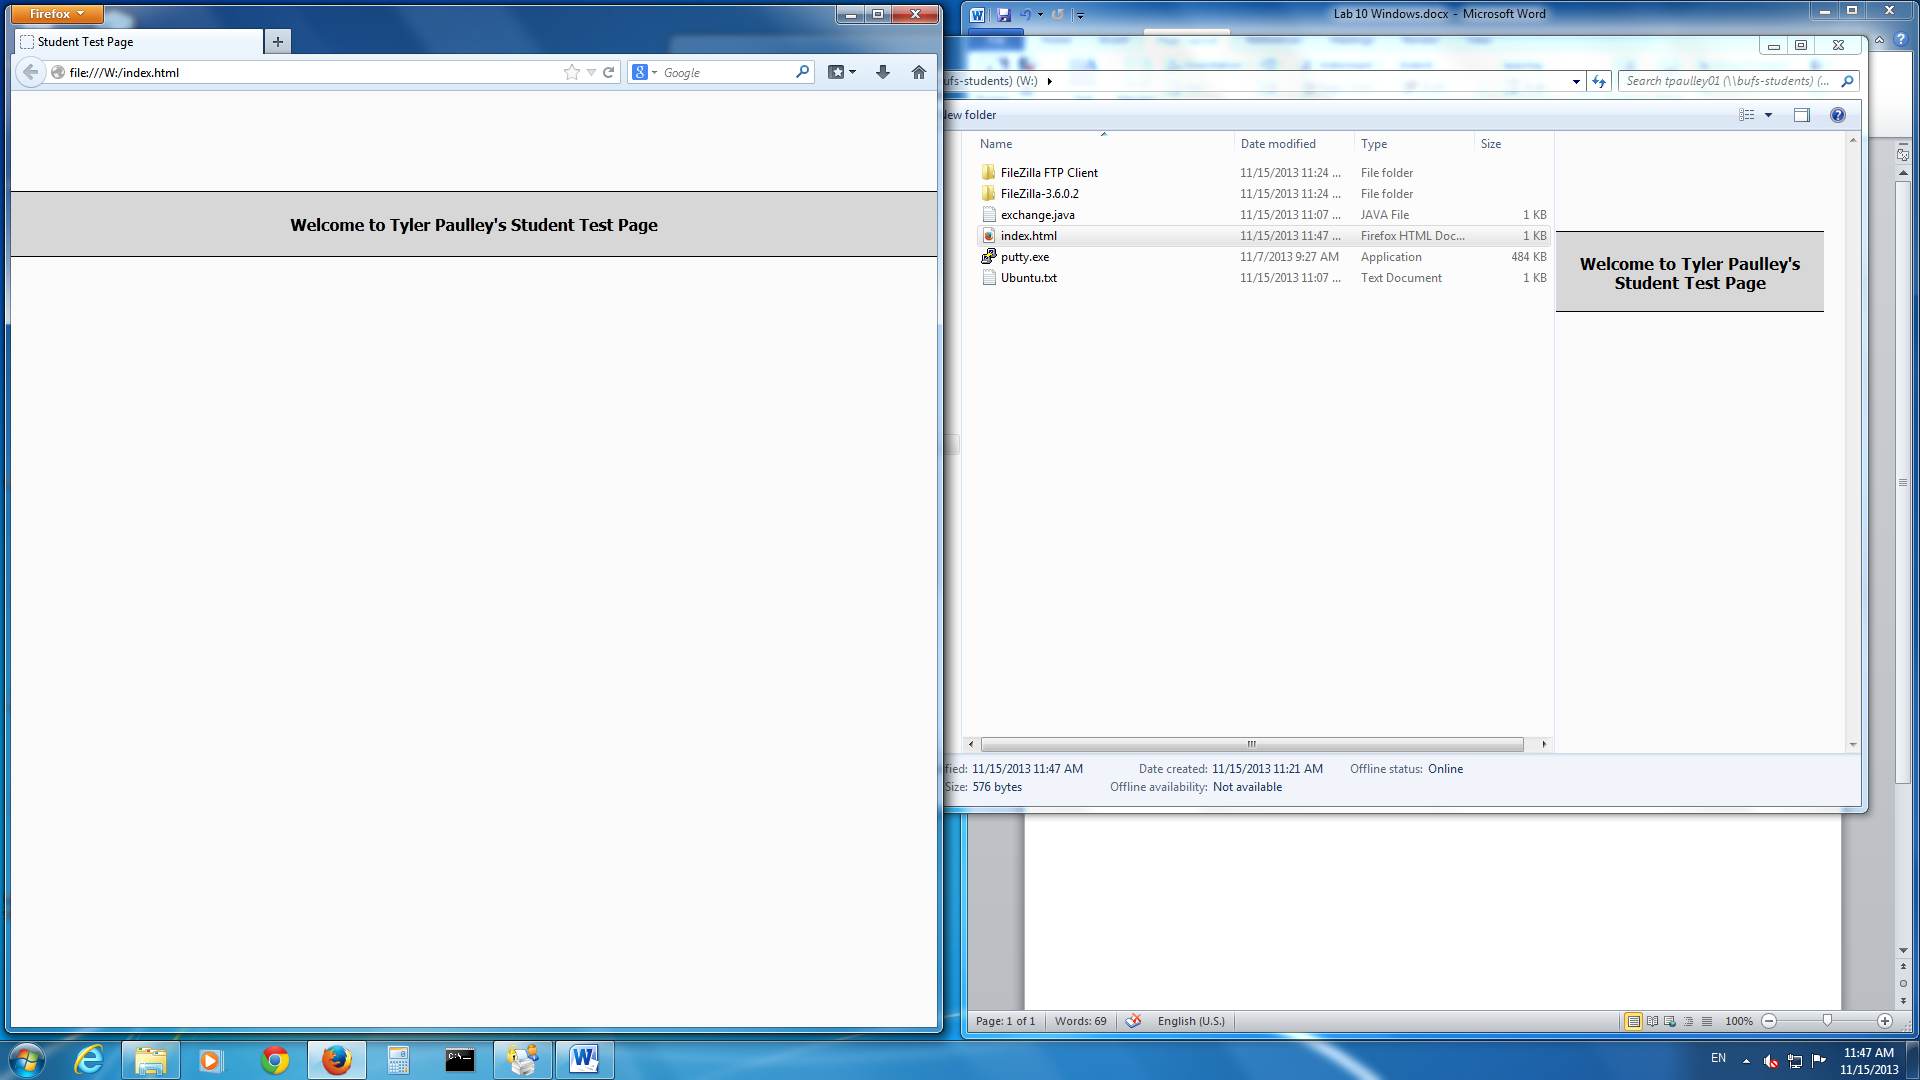 Firefox
Student Test Page
file:///W:/index.html
Google
Welcome to Tyler Paulley's Student Test Page
Lab 10 Windows.docx - Microsoft Word
ufs-students) (W:)
Search tpaulley01 (\\bufs-students) (...
ew folder
Name Date modified Type Size
FileZilla FTP Client 11/15/2013 11:24 ... File folder
FileZilla-3.6.0.2 11/15/2013 11:24 ... File folder
exchange.java 11/15/2013 11:07 ... JAVA File 1 KB
index.html 11/15/2013 11:47 ... Firefox HTML Doc... 1 KB
putty.exe 11/7/2013 9:27 AM Application 484 KB
Ubuntu.txt 11/15/2013 11:07 ... Text Document 1 KB
Welcome to Tyler Paulley's
Student Test Page
fied: 11/15/2013 11:47 AM Date created: 11/15/2013 11:21 AM Offline status: Online
Size: 576 bytes Offline availability: Not available
Page: 1 of 1 Words: 69 English (U.S.) 100%
EN
11:47 AM
11/15/2013